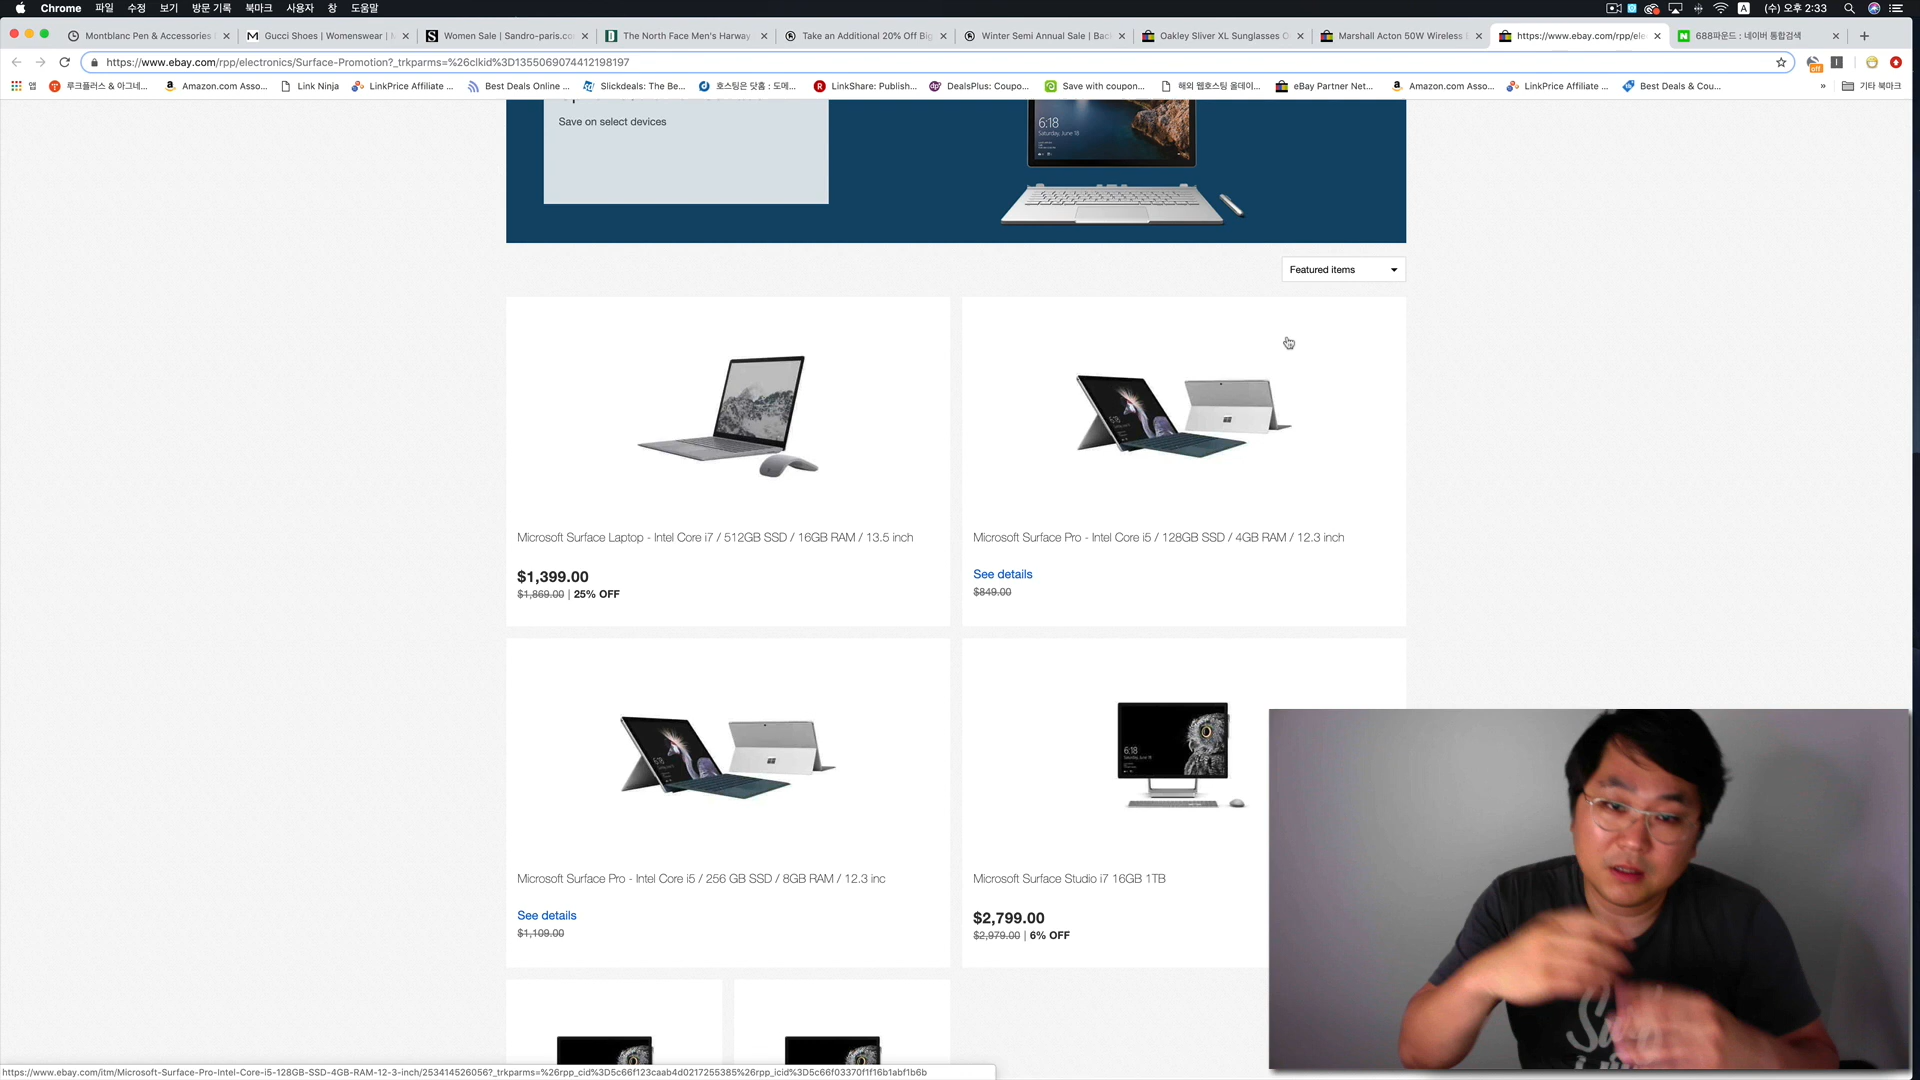 Chrome 파일 수정 보기 방문 기록 북마크 사용자 창 도움말
A (수) 오후 2:33
Montblanc Pen & Accessories
Gucci Shoes | Womenswear |
Women Sale | Sandro-paris.co
The North Face Men's Harway
Take an Additional 20% Off Big
Winter Semi Annual Sale | Bac
Oakley Sliver XL Sunglasses O
Marshall Acton 50W Wireless
https://www.ebay.com/rpp/ele
688파운드 : 네이버 통합검색
https://www.ebay.com/rpp/electronics/Surface-Promotion?_trkparms=%26clkid%3D1355069074412198197
off
앱
루크플러스 & 아그네...
Amazon.com Asso...
Link Ninja
LinkPrice Affiliate ...
Best Deals Online ...
Slickdeals: The Be...
호스팅은 닷홈 : 도메...
LinkShare: Publish...
DealsPlus: Coupo...
Save with coupon...
해외 웹호스팅 올데이...
eBay Partner Net...
Amazon.com Asso...
LinkPrice Affiliate ...
Best Deals & Cou...
»
기타 북마크
Save on select devices
6:18
Saturday, June 18
Featured items
Microsoft Surface Laptop - Intel Core i7 / 512GB SSD / 16GB RAM / 13.5 inch
$1,399.00
$1,869.00 | 25% OFF
Microsoft Surface Pro - Intel Core i5 / 128GB SSD / 4GB RAM / 12.3 inch
See details
$849.00
Microsoft Surface Pro - Intel Core i5 / 256 GB SSD / 8GB RAM / 12.3 inc
See details
$1,109.00
6:18
Microsoft Surface Studio i7 16GB 1TB
$2,799.00
$2,979.00 | 6% OFF
https://www.ebay.com/itm/Microsoft-Surface-Pro-Intel-Core-i5-128GB-SSD-4GB-RAM-12-3-inch/253414526056?_trkparms=%26rpp_cid%3D5c66f123caab4d0217255385%26rpp_icid%3D5c66f03370f1f16b1abf1b6b